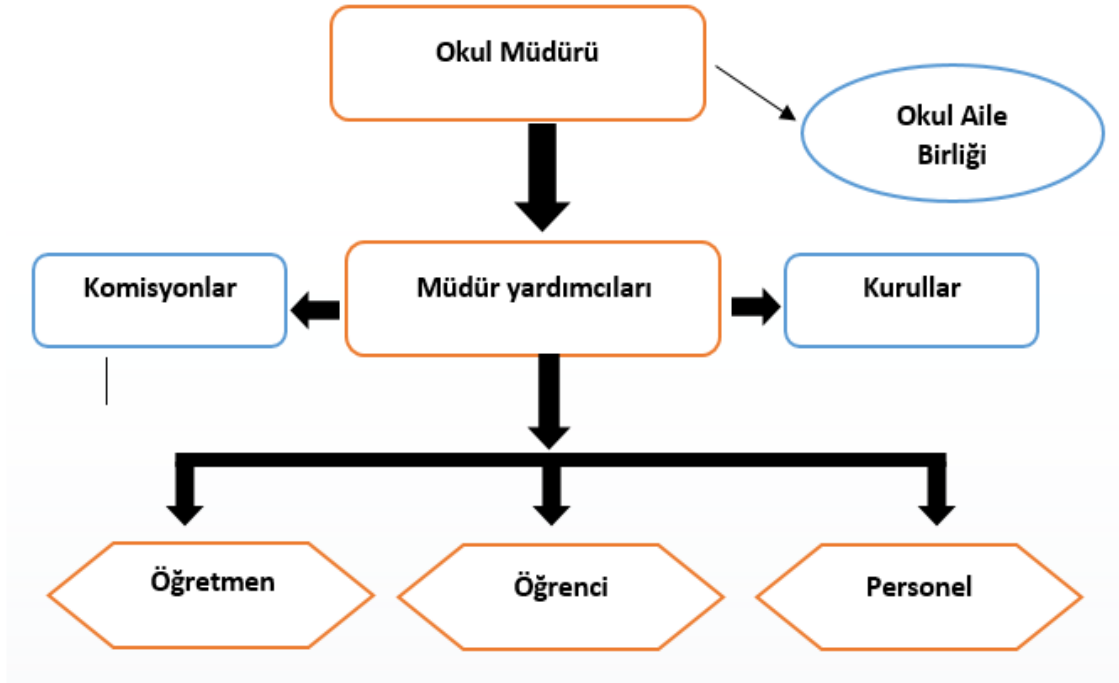 Okul Müdürü
Okul Aile
Birliği
Komisyonlar
Müdür yardımcıları
Kurullar
Öğretmen
Öğrenci
Personel